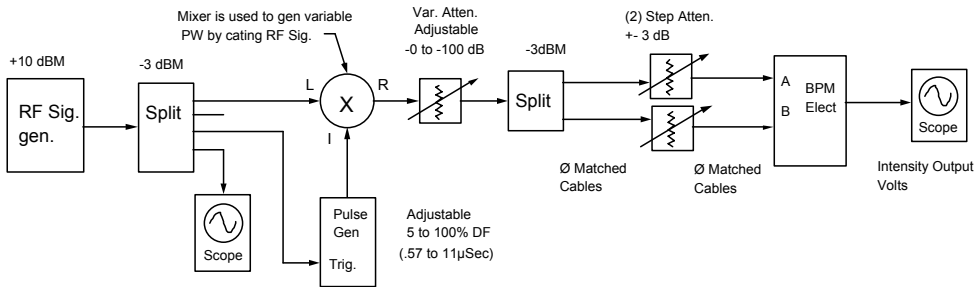 Mixer is used to gen variable
PW by cating RF Sig.
Var. Atten.
Adjustable
-0 to -100 dB
(2) Step Atten.
+- 3 dB
+10 dBM
-3 dBM
-3dBM
RF Sig.
gen.
Split
L
X
R
I
Split
A
B
BPM
Elect
Scope
Ø Matched
Cables
Ø Matched
Cables
Intensity Output
Volts
Scope
Pulse
Gen
Trig.
Adjustable
5 to 100% DF
(.57 to 11µSec)